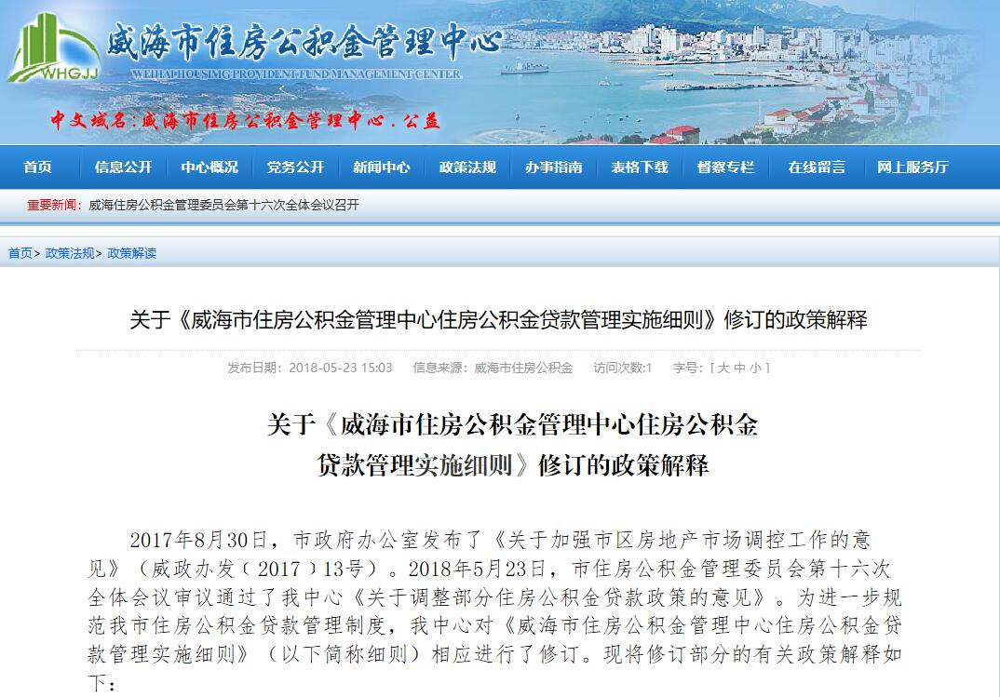 威海市住房公积金管理中心
WHGJJ
WEIHAI HOUSING PROVIDENT FUND MANAGEMENT CENTER
中文域名:威海市住房公积金管理中心.公益
首页 信息公开 中心概况 党务公开 新闻中心 政策法规 办事指南 表格下载 督察专栏 在线留言 网上服务厅
重要新闻：威海住房公积金管理委员会第十六次全体会议召开
首页> 政策法规> 政策解读
关于《威海市住房公积金管理中心住房公积金贷款管理实施细则》修订的政策解释
发布日期：2018-05-23 15:03 信息来源：威海市住房公积金 访问次数:1 字号：[ 大 中 小 ]
关于《威海市住房公积金管理中心住房公积金
贷款管理实施细则》修订的政策解释
2017年8月30日，市政府办公室发布了《关于加强市区房地产市场调控工作的意
见》（威政办发﹝2017﹞13号）。2018年5月23日，市住房公积金管理委员会第十六次
全体会议审议通过了我中心《关于调整部分住房公积金贷款政策的意见》。为进一步规
范我市住房公积金贷款管理制度，我中心对《威海市住房公积金管理中心住房公积金贷
款管理实施细则》（以下简称细则）相应进行了修订。现将修订部分的有关政策解释如
下：